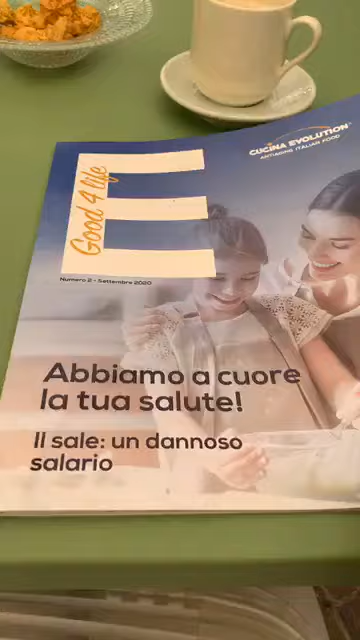 CUCINA EVOLUTION®
ANTIAGING ITALIAN FOOD
E
Good 4 life
Numero 2 - Settembre 2020
Abbiamo a cuore
la tua salute!
Il sale: un dannoso
salario